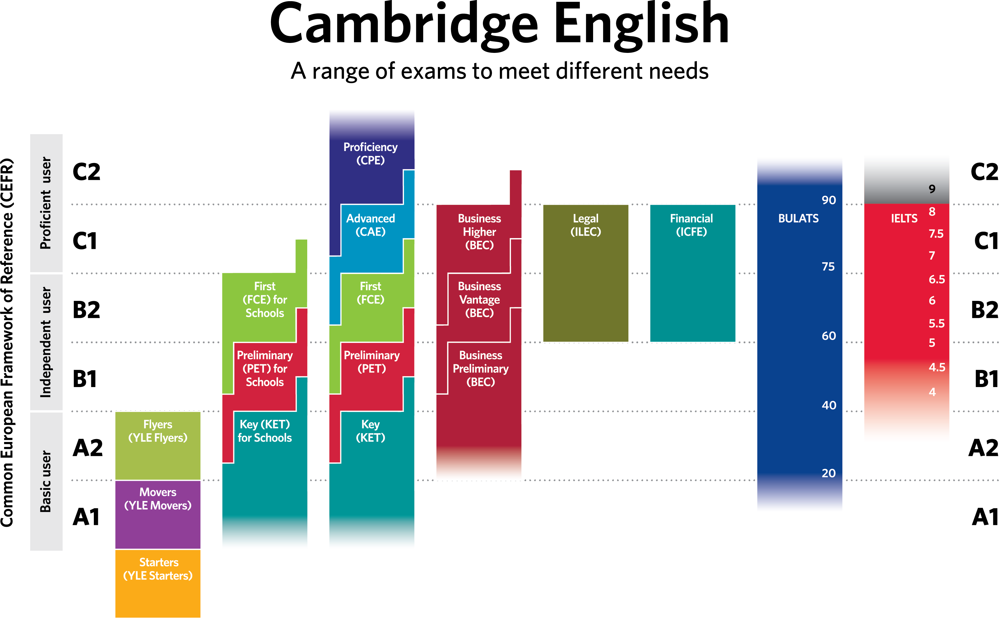 Cambridge English
A range of exams to meet different needs
Common European Framework of Reference (CEFR)
Proficient user
Independent user
Basic user
C2
C1
B2
B1
A2
A1
Flyers
(YLE Flyers)
Movers
(YLE Movers)
Starters
(YLE Starters)
First
(FCE) for
Schools
Preliminary
(PET) for
Schools
Key (KET)
for Schools
Proficiency
(CPE)
Advanced
(CAE)
First
(FCE)
Preliminary
(PET)
Key
(KET)
Business
Higher
(BEC)
Business
Vantage
(BEC)
Business
Preliminary
(BEC)
Legal
(ILEC)
Financial
(ICFE)
BULATS
90
75
60
40
20
IELTS
9
8
7.5
7
6.5
6
5.5
5
4.5
4
C2
C1
B2
B1
A2
A1